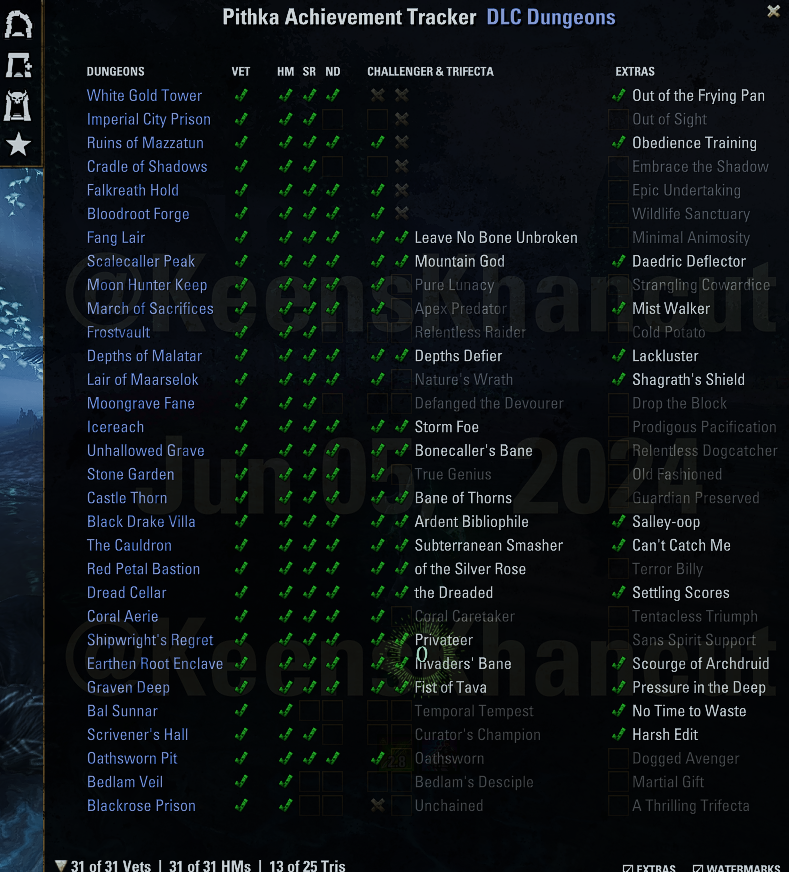 Pithka Achievement Tracker DLC Dungeons
DUNGEONS VET HM SR ND CHALLENGER & TRIFECTA EXTRAS
White Gold Tower Out of the Frying Pan
Imperial City Prison Out of Sight
Ruins of Mazzatun Obedience Training
Cradle of Shadows Embrace the Shadow
Falkreath Hold Epic Undertaking
Bloodroot Forge Wildlife Sanctuary
Fang Lair Leave No Bone Unbroken Minimal Animosity
Scalecaller Peak Mountain God Daedric Deflector
Moon Hunter Keep Pure Lunacy Strangling Cowardice
@KeensKhancut
March of Sacrifices Apex Predator Mist Walker
Frostvault Relentless Raider Cold Potato
Depths of Malatar Depths Defier Lackluster
Lair of Maarselok Nature's Wrath Shagrath's Shield
Moongrave Fane Defanged the Devourer Drop the Block
Icereach Storm Foe Prodigious Pacification
Unhallowed Grave Bonecaller's Bane Relentless Dogcatcher
Stone Garden True Genius Old Fashioned
Jun 05, 2024
Castle Thorn Bane of Thorns Guardian Preserved
Black Drake Villa Ardent Bibliophile Salley-oop
The Cauldron Subterranean Smasher Can't Catch Me
Red Petal Bastion of the Silver Rose Terror Billy
Dread Cellar the Dreaded Settling Scores
Coral Aerie Coral Caretaker Tentacless Triumph
Shipwright's Regret Privateer Sans Spirit Support
0
@KeensKhancut
Earthen Root Enclave Invaders' Bane Scourge of Archdruid
Graven Deep Fist of Tava Pressure in the Deep
Bal Sunnar Temporal Tempest No Time to Waste
Scrivener's Hall Curator's Champion Harsh Edit
Oathsworn Pit Oathsworn Dogged Avenger
Bedlam Veil Bedlam's Desciple Martial Gift
Blackrose Prison Unchained A Thrilling Trifecta
31 of 31 Vets | 31 of 31 HMs | 13 of 25 Tris EXTRAS WATERMARKS